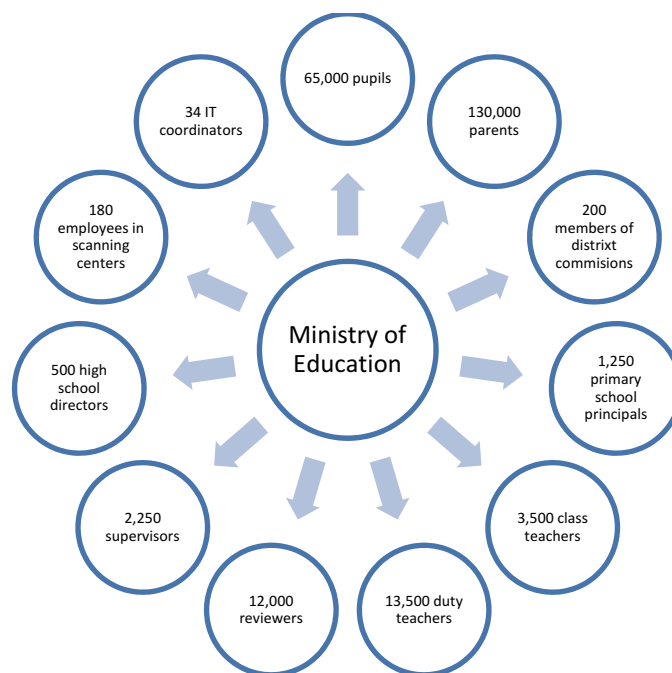 65,000 pupils
130,000
parents
200
members of
distrixt
commisions
1,250
primary
school
principals
3,500 class
teachers
13,500 duty
teachers
12,000
reviewers
2,250
supervisors
500 high
school
directors
180
employees in
scanning
centers
34 IT
coordinators
Ministry of
Education